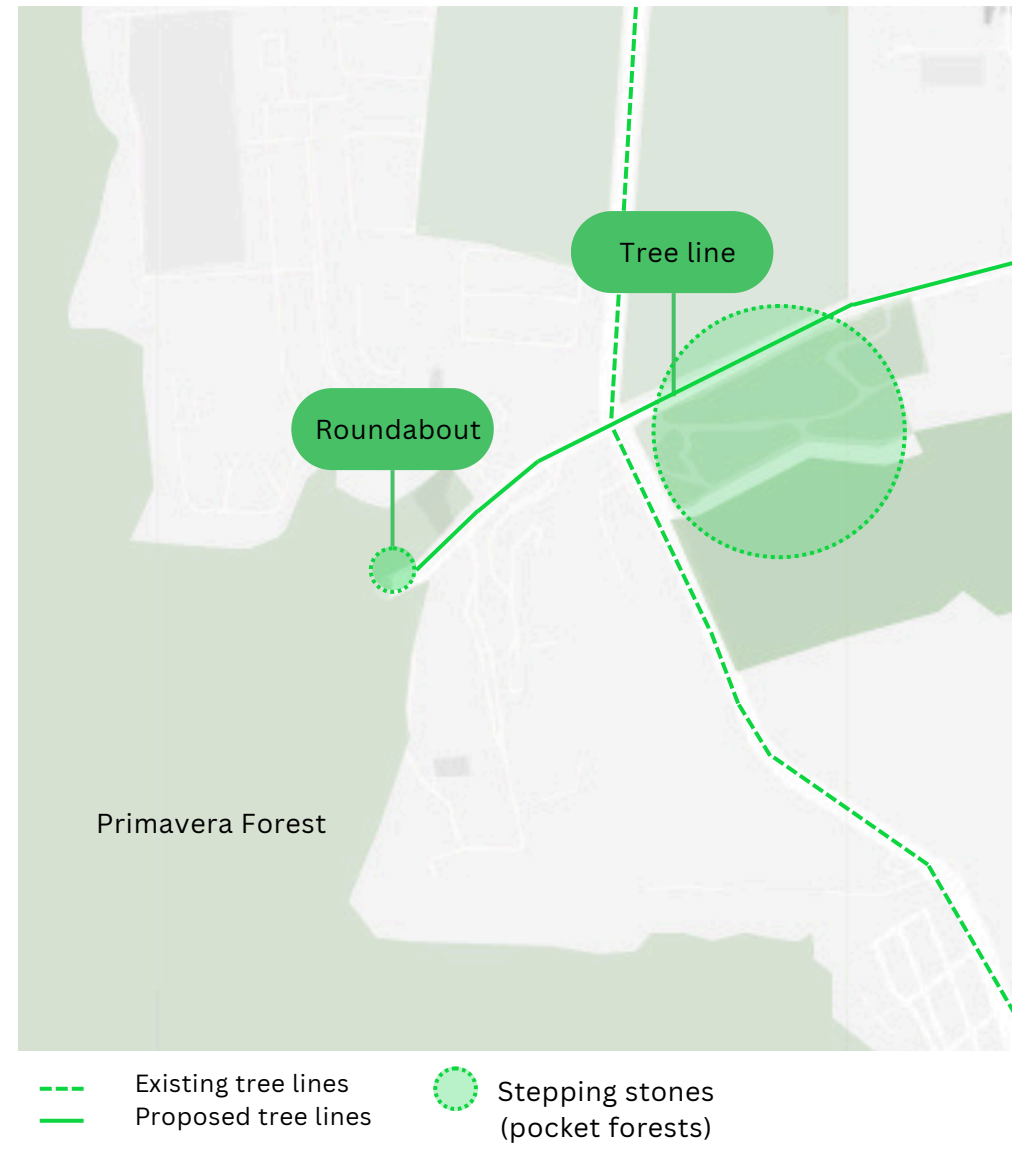 Tree line
Roundabout
Primavera Forest
Existing tree lines
Proposed tree lines
Stepping stones
(pocket forests)